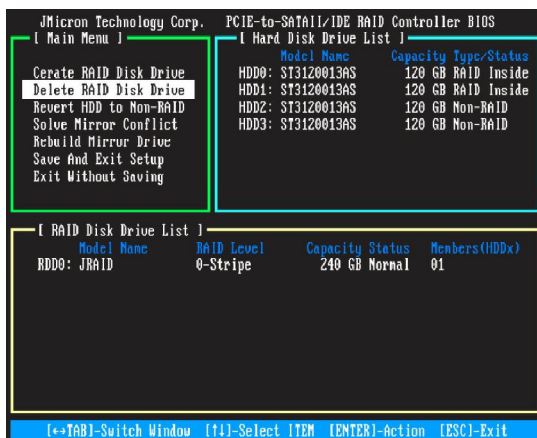 JMicron Technology Corp. PCIE-to-SATAII/IDE RAID Controller BIOS
[ Main Menu ]
Cerate RAID Disk Drive
Delete RAID Disk Drive
Revert HDD to Non-RAID
Solve Mirror Conflict
Rebuild Mirror Drive
Save And Exit Setup
Exit Without Saving
[ Hard Disk Drive List ]
Model Name Capacity Type/Status
HDD0: ST3120013AS 120 GB RAID Inside
HDD1: ST3120013AS 120 GB RAID Inside
HDD2: ST3120013AS 120 GB Non-RAID
HDD3: ST3120013AS 120 GB Non-RAID
[ RAID Disk Drive List ]
Model Name RAID Level Capacity Status Members(HDDx)
RDD0: JRAID 0-Stripe 240 GB Normal 01
[←→TAB]-Switch Window [↑↓]-Select ITEM [ENTER]-Action [ESC]-Exit